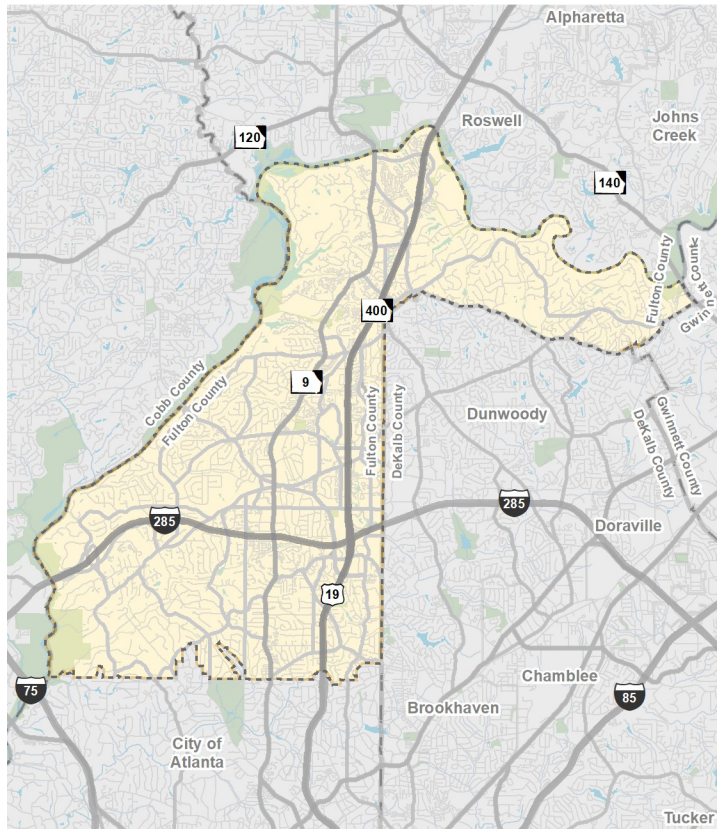 Alpharetta
Roswell
Johns
Creek
120
140
Fulton County
Gwinnett County
400
Cobb County
Fulton County
9
Fulton County
DeKalb County
Dunwoody
Gwinnett County
DeKalb County
285
285
Doraville
19
75
Chamblee
85
Brookhaven
City of
Atlanta
Tucker